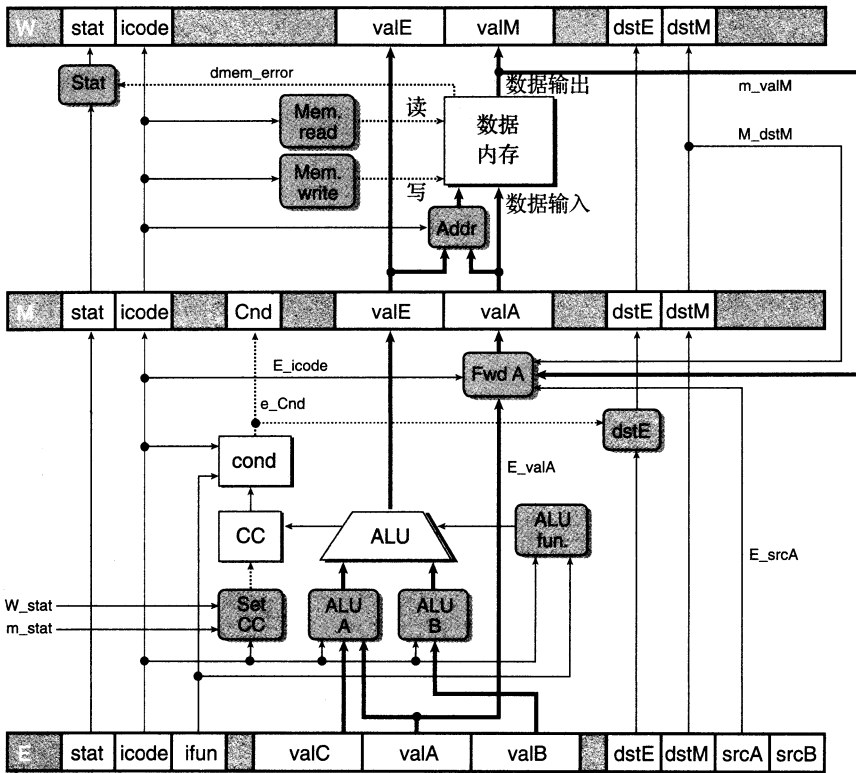 W stat icode valE valM dstE dstM
Stat
dmem_error
数据输出
m_valM
Mem.
read
读
数据
内存
M_dstM
Mem.
write
写
数据输入
Addr
M stat icode Cnd valE valA dstE dstM
E_icode
Fwd A
e_Cnd
dstE
cond
E_valA
CC
ALU
ALU
fun.
E_srcA
W_stat
m_stat
Set
CC
ALU
A
ALU
B
E stat icode ifun valC valA valB dstE dstM srcA srcB